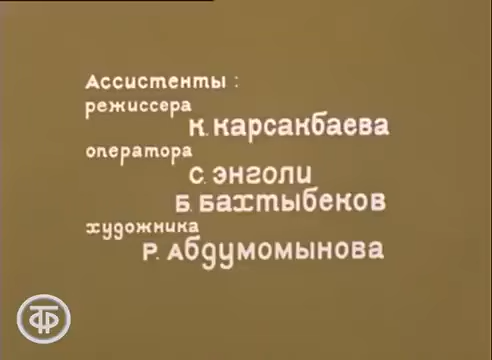 Ассистенты:
режиссера
К. Карсакбаева
оператора
С. Энголи
Б. Бахтыбеков
художника
Р. Абдумомынова